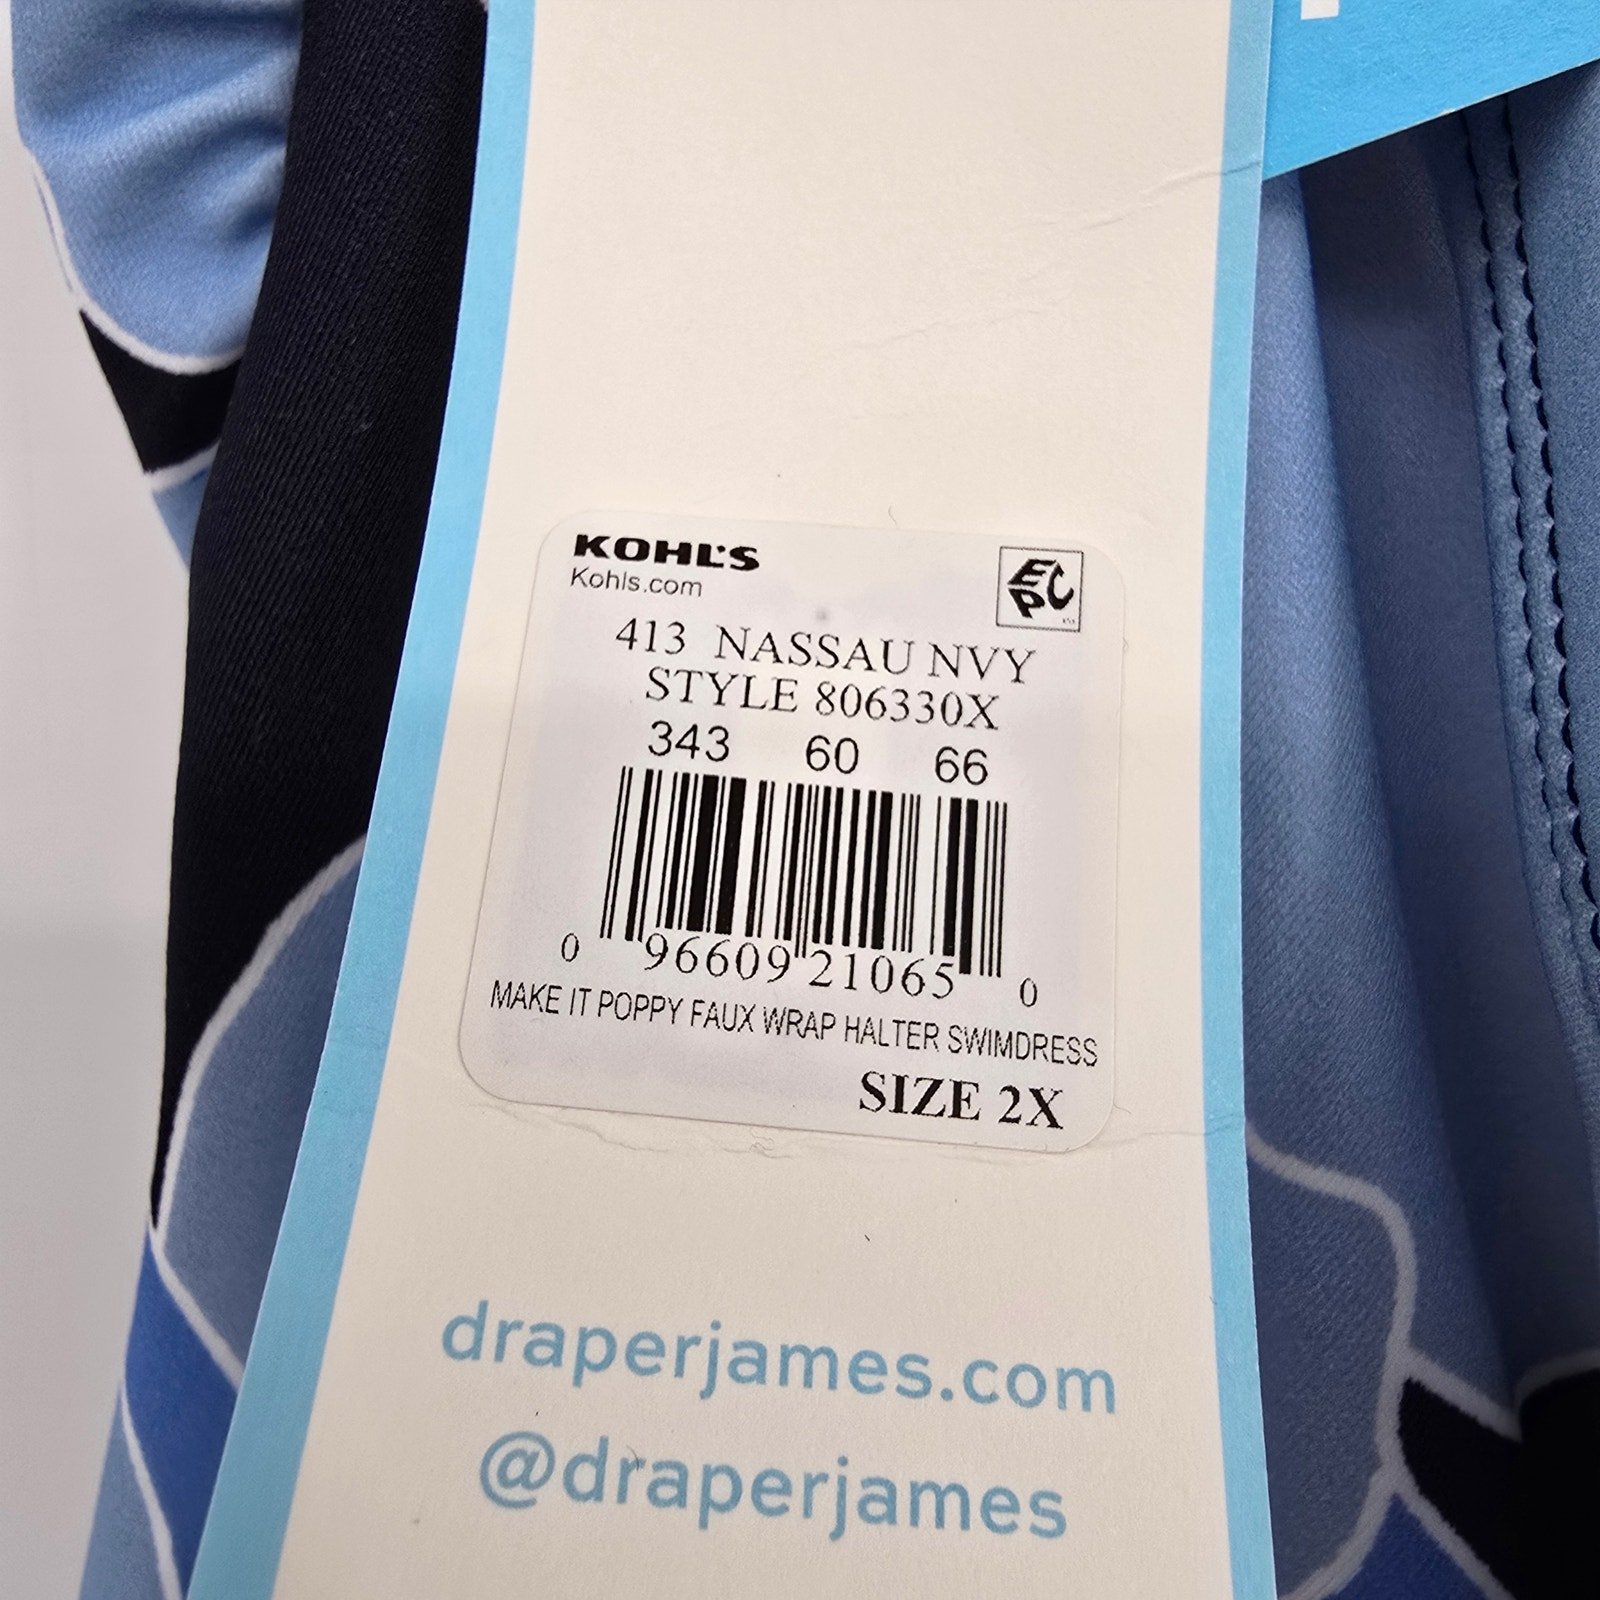 KOHL'S
Kohls.com
EPC
413 NASSAU NVY
STYLE 806330X
343 60 66
0 96609 21065 0
MAKE IT POPPY FAUX WRAP HALTER SWIMDRESS
SIZE 2X
draperjames.com
@draperjames